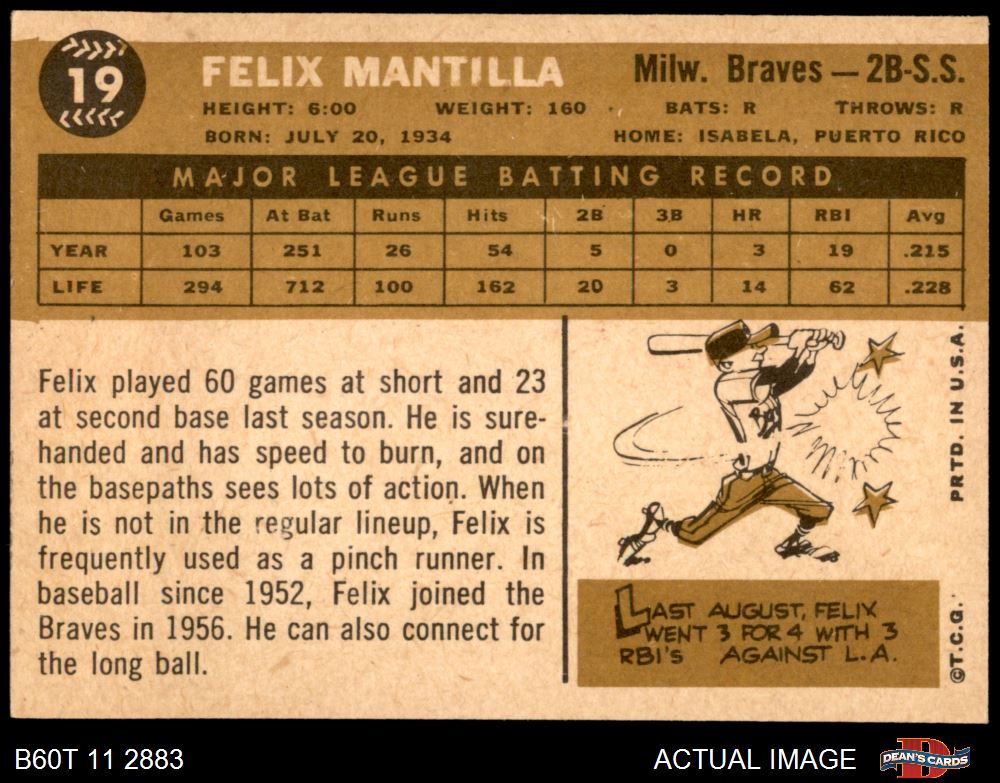 19
FELIX MANTILLA
Milw. Braves — 2B-S.S.
HEIGHT: 6:00 WEIGHT: 160 BATS: R THROWS: R
BORN: JULY 20, 1934 HOME: ISABELA, PUERTO RICO
MAJOR LEAGUE BATTING RECORD
Games At Bat Runs Hits 2B 3B HR RBI Avg
YEAR 103 251 26 54 5 0 3 19 .215
LIFE 294 712 100 162 20 3 14 62 .228
Felix played 60 games at short and 23
at second base last season. He is sure-
handed and has speed to burn, and on
the basepaths sees lots of action. When
he is not in the regular lineup, Felix is
frequently used as a pinch runner. In
baseball since 1952, Felix joined the
Braves in 1956. He can also connect for
the long ball.
LAST AUGUST, FELIX
WENT 3 FOR 4 WITH 3
RBI'S AGAINST L.A.
©T.C.G. PRTD. IN U.S.A.
B60T 11 2883
ACTUAL IMAGE
DEAN'S CARDS